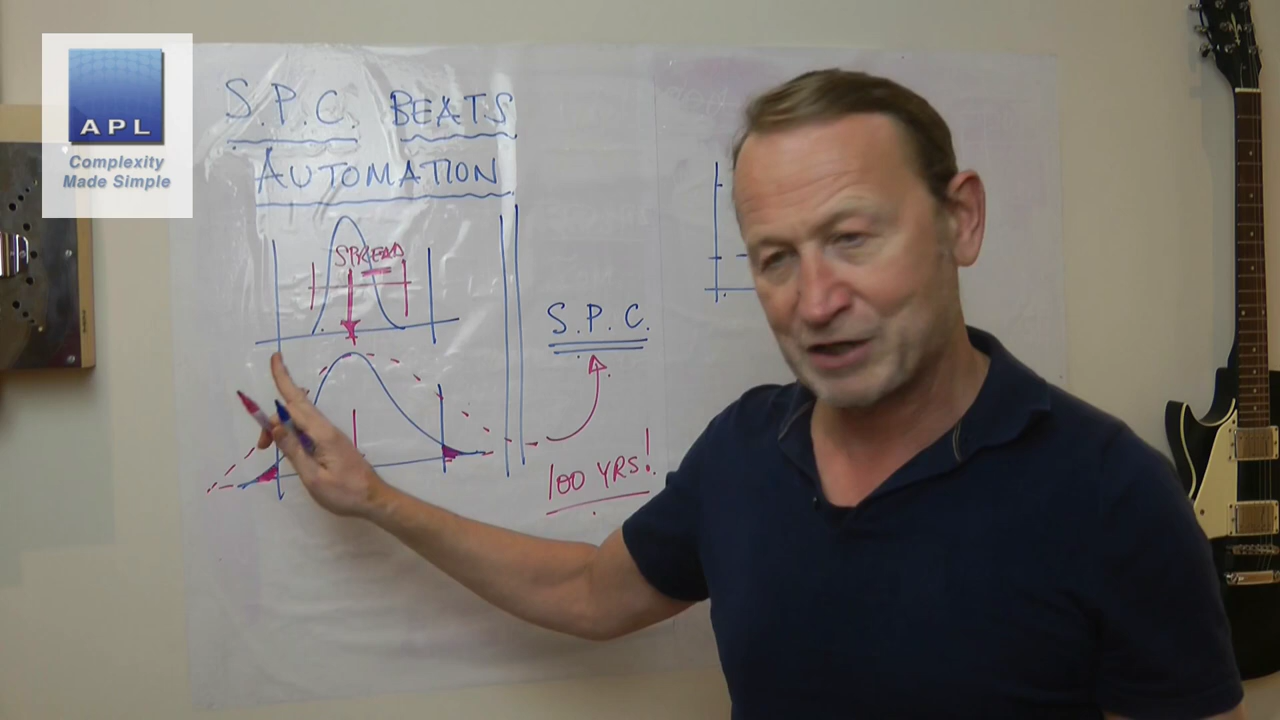 APL
Complexity
Made Simple
S.P.C. BEATS
AUTOMATION
SPREAD
S.P.C.
100 YRS!